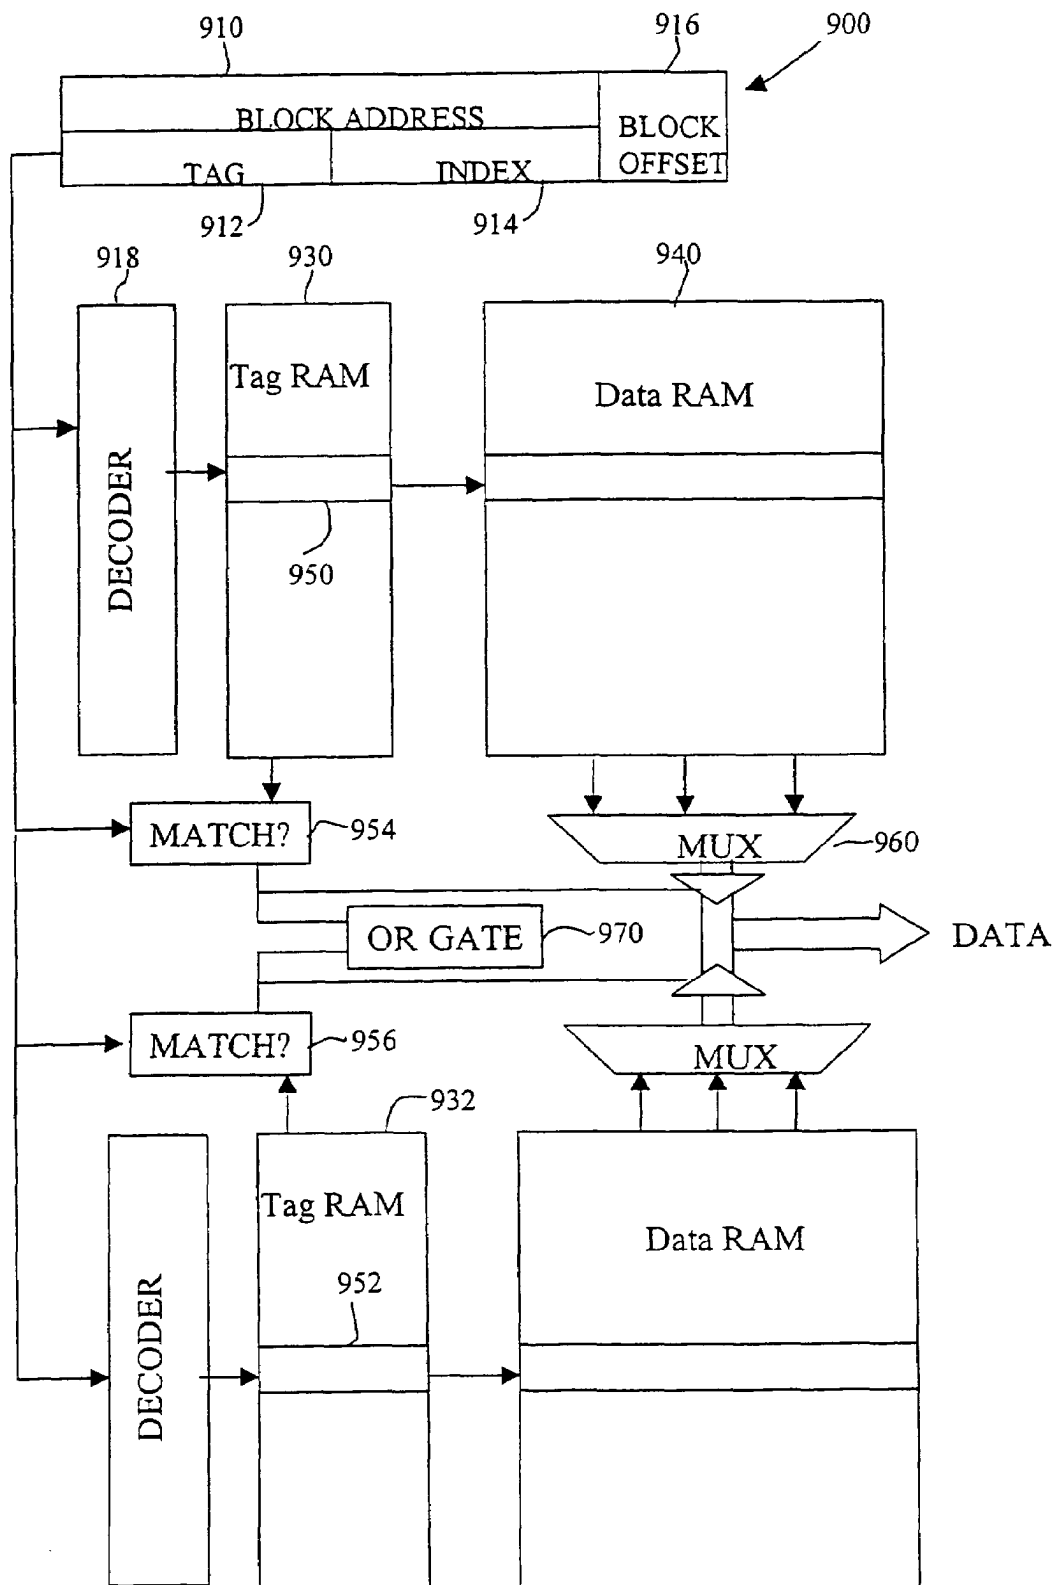 910 916 900
BLOCK ADDRESS
BLOCK
OFFSET
TAG INDEX
912 914
918 930 940
Tag RAM
Data RAM
DECODER
950
MATCH? 954
MUX 960
OR GATE 970
DATA
MATCH? 956
MUX
932
Tag RAM
Data RAM
952
DECODER